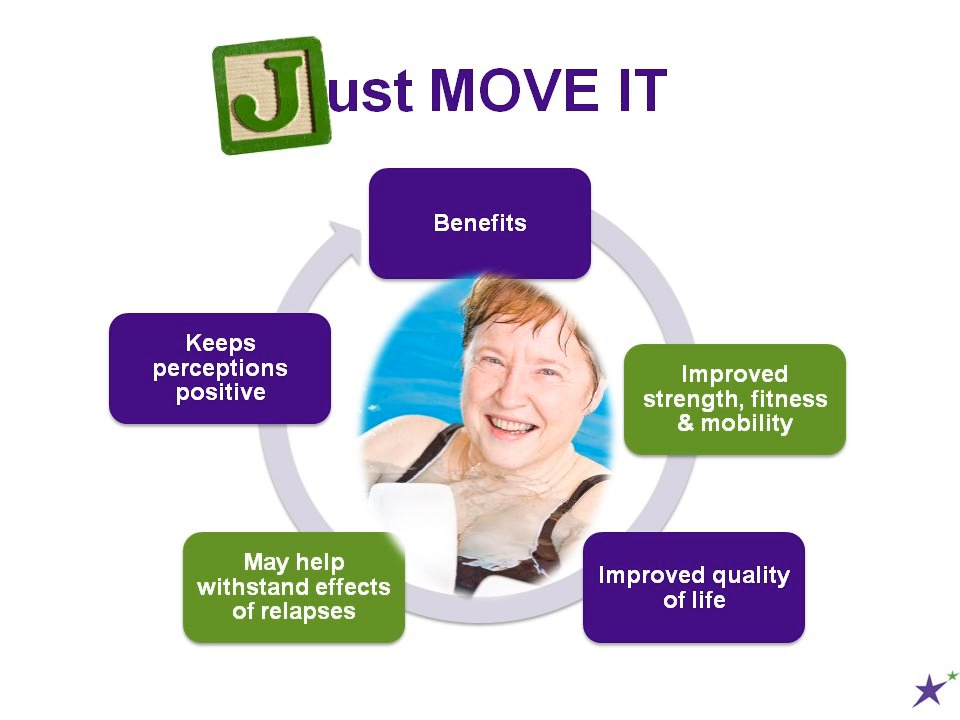 Just MOVE IT
Benefits
Improved
strength, fitness
& mobility
Improved quality
of life
May help
withstand effects
of relapses
Keeps
perceptions
positive